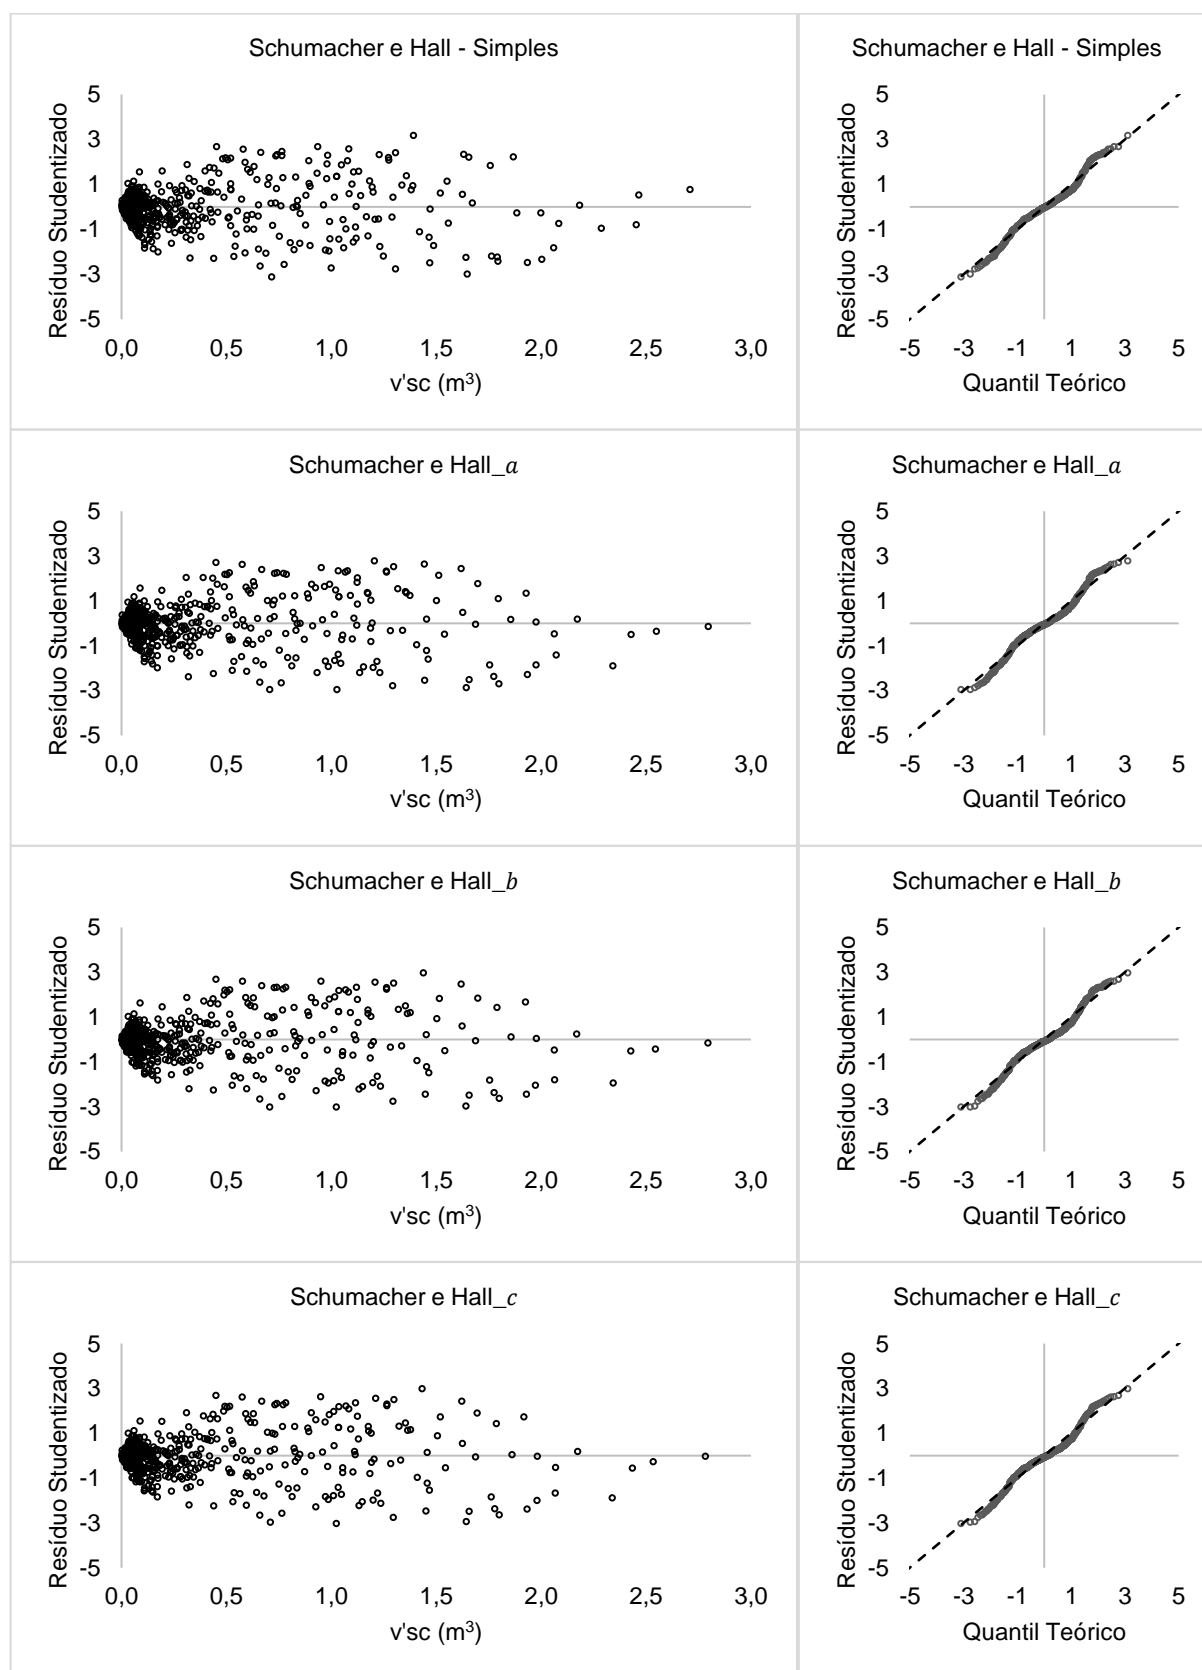 Schumacher e Hall - Simples
Resíduo Studentizado
5
3
1
-1
-3
-5
0,0 0,5 1,0 1,5 2,0 2,5 3,0
v'sc (m³)
Schumacher e Hall - Simples
Resíduo Studentizado
5
3
1
-1
-3
-5
-5 -3 -1 1 3 5
Quantil Teórico
Schumacher e Hall_a
Resíduo Studentizado
5
3
1
-1
-3
-5
0,0 0,5 1,0 1,5 2,0 2,5 3,0
v'sc (m³)
Schumacher e Hall_a
Resíduo Studentizado
5
3
1
-1
-3
-5
-5 -3 -1 1 3 5
Quantil Teórico
Schumacher e Hall_b
Resíduo Studentizado
5
3
1
-1
-3
-5
0,0 0,5 1,0 1,5 2,0 2,5 3,0
v'sc (m³)
Schumacher e Hall_b
Resíduo Studentizado
5
3
1
-1
-3
-5
-5 -3 -1 1 3 5
Quantil Teórico
Schumacher e Hall_c
Resíduo Studentizado
5
3
1
-1
-3
-5
0,0 0,5 1,0 1,5 2,0 2,5 3,0
v'sc (m³)
Schumacher e Hall_c
Resíduo Studentizado
5
3
1
-1
-3
-5
-5 -3 -1 1 3 5
Quantil Teórico